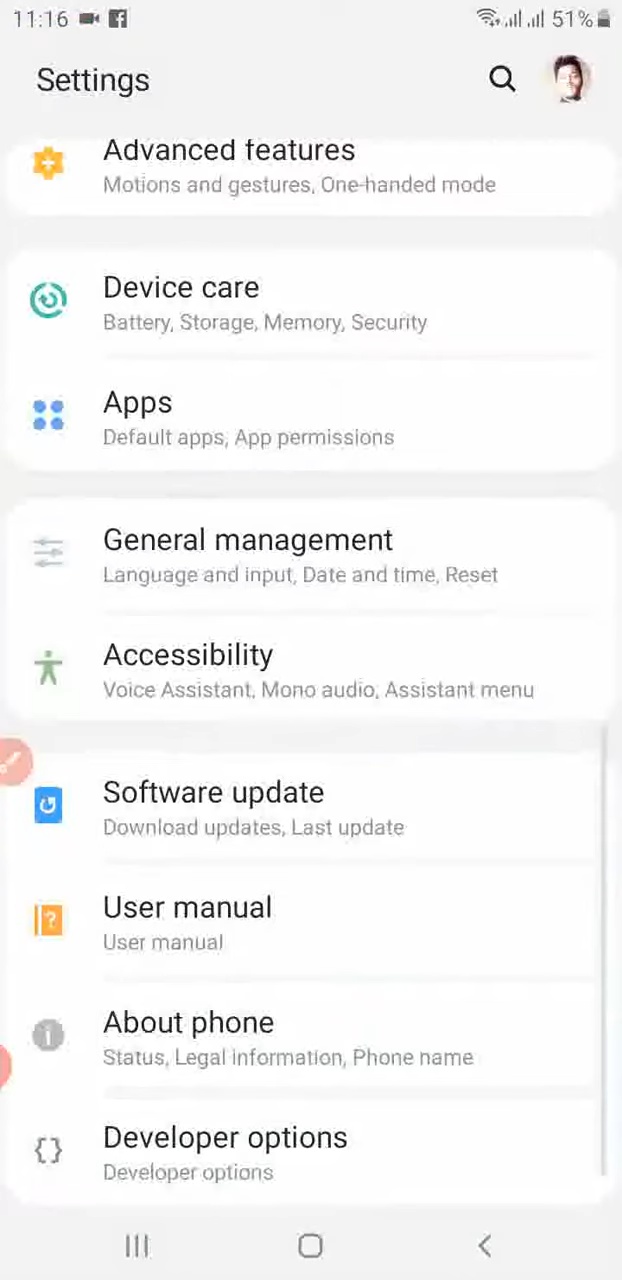 11:16 51%
Settings
Advanced features
Motions and gestures, One-handed mode
Device care
Battery, Storage, Memory, Security
Apps
Default apps, App permissions
General management
Language and input, Date and time, Reset
Accessibility
Voice Assistant, Mono audio, Assistant menu
Software update
Download updates, Last update
User manual
User manual
About phone
Status, Legal information, Phone name
Developer options
Developer options